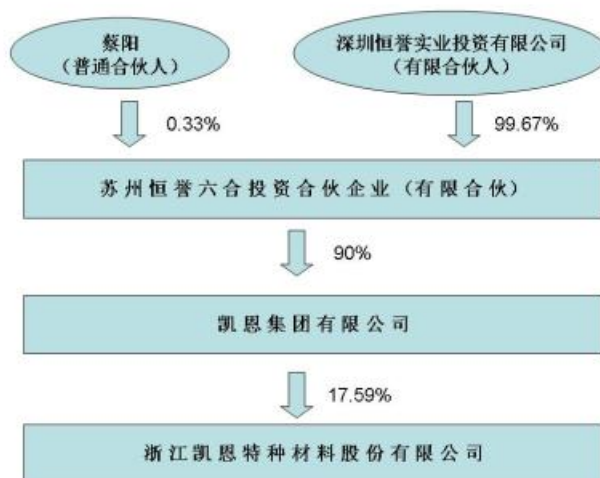 蔡阳
（普通合伙人）
深圳恒誉实业投资有限公司
（有限合伙人）
0.33%
99.67%
苏州恒誉六合投资合伙企业（有限合伙）
90%
凯恩集团有限公司
17.59%
浙江凯恩特种材料股份有限公司